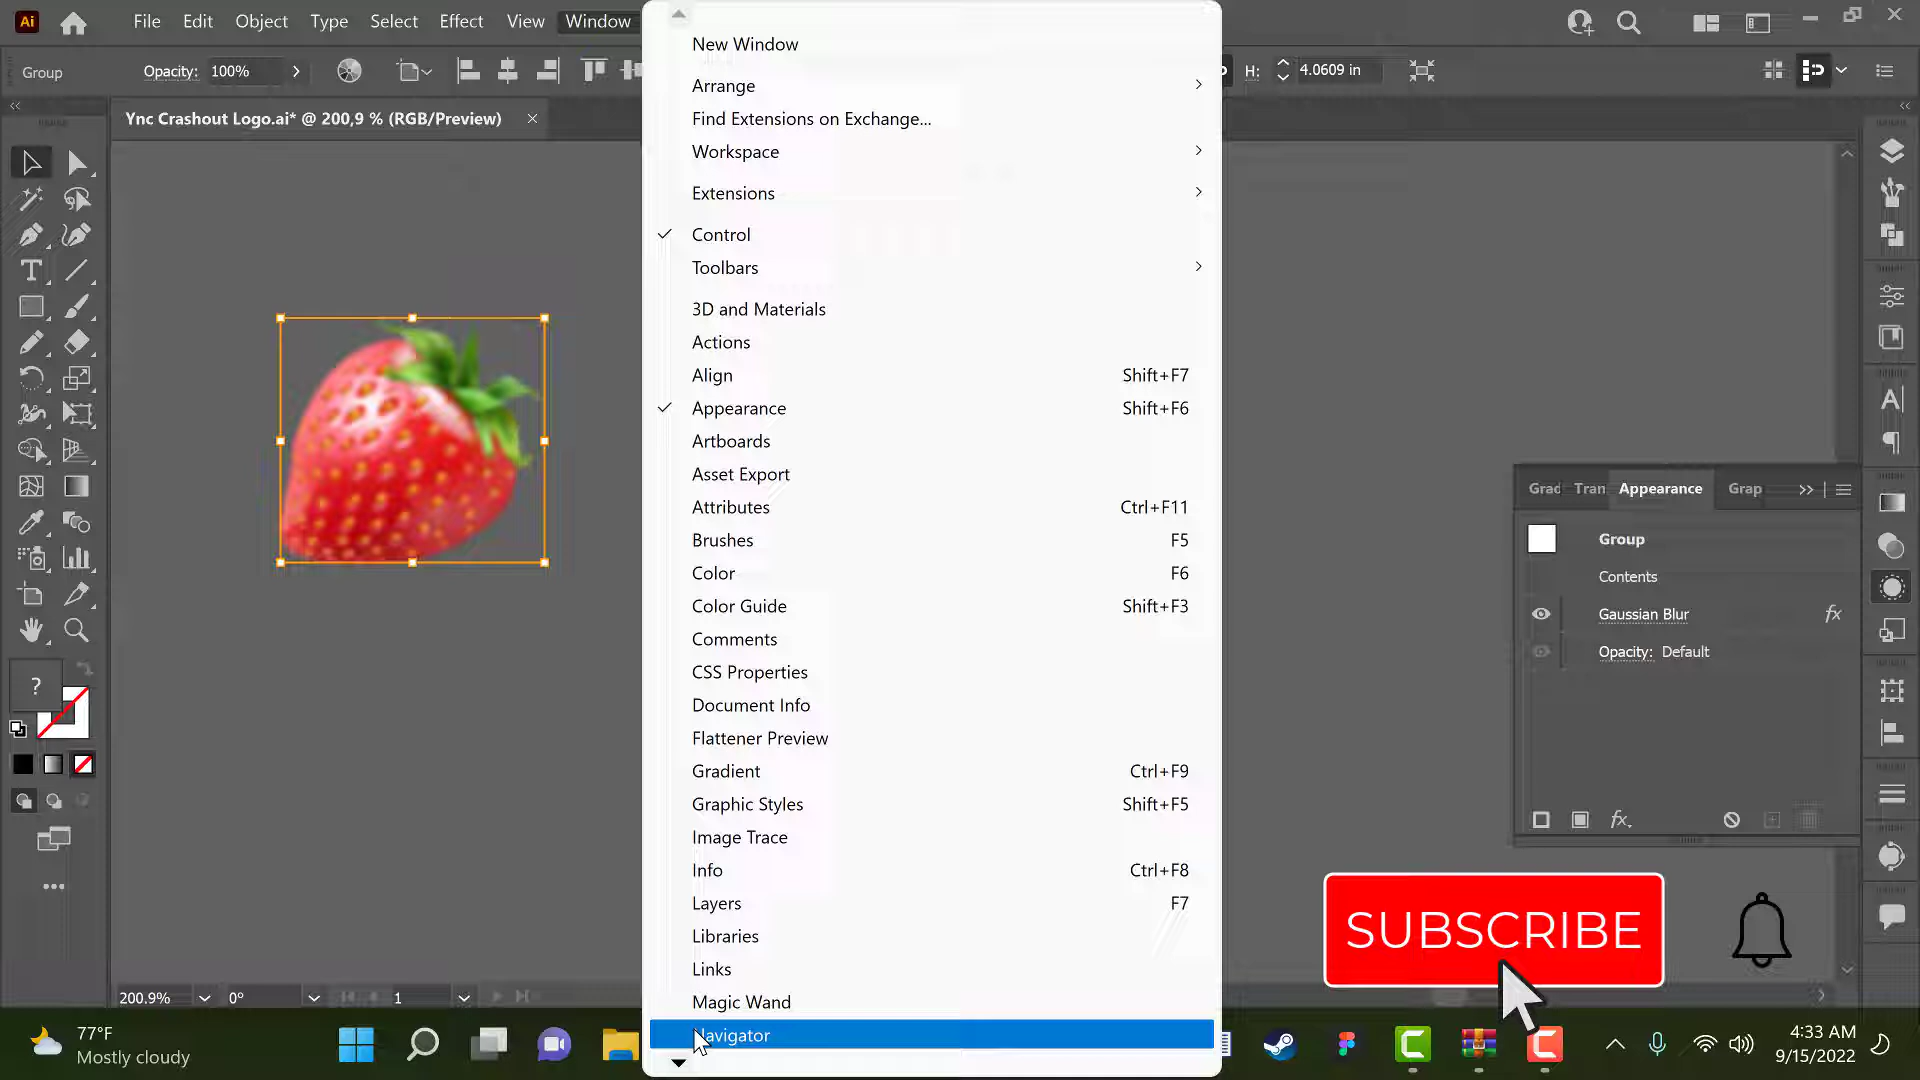 Ai File Edit Object Type Select Effect View Window
Group Opacity: 100% H: 4.0609 in
Ync Crashout Logo.ai* @ 200,9 % (RGB/Preview)
New Window
Arrange
Find Extensions on Exchange...
Workspace
Extensions
Control
Toolbars
3D and Materials
Actions
Align Shift+F7
Appearance Shift+F6
Artboards
Asset Export
Attributes Ctrl+F11
Brushes F5
Color F6
Color Guide Shift+F3
Comments
CSS Properties
Document Info
Flattener Preview
Gradient Ctrl+F9
Graphic Styles Shift+F5
Image Trace
Info Ctrl+F8
Layers F7
Libraries
Links
Magic Wand
Navigator
Grad Tran Appearance Grap
Group
Contents
Gaussian Blur fx
Opacity: Default
fx
?
SUBSCRIBE
200.9% 0° 1
77°F
Mostly cloudy
4:33 AM
9/15/2022